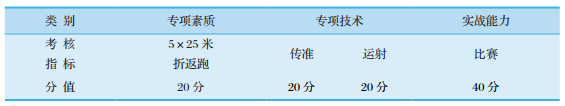 类别 专项素质 专项技术 实战能力
考核 5×25米
传准 运射 比赛
指标 折返跑
分值 20分 20分 20分 40分